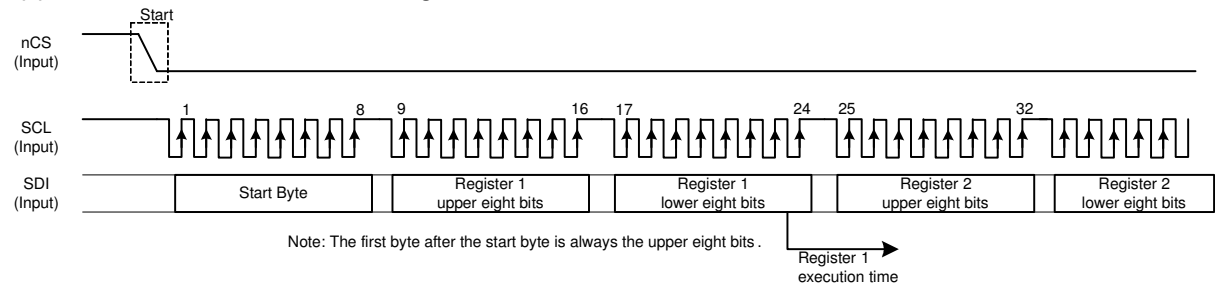 Start
nCS
(Input)
1 8 9 16 17 24 25 32
SCL
(Input)
SDI
(Input)
Start Byte
Register 1
upper eight bits
Register 1
lower eight bits
Register 2
upper eight bits
Register 2
lower eight bits
Note: The first byte after the start byte is always the upper eight bits .
Register 1
execution time